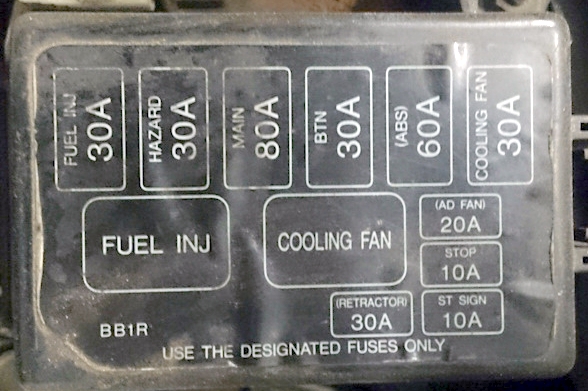 FUEL INJ
30A
HAZARD
30A
MAIN
80A
BTN
30A
(ABS)
60A
COOLING FAN
30A
FUEL INJ
COOLING FAN
(AD FAN)
20A
STOP
10A
(RETRACTOR)
30A
ST SIGN
10A
BB1R
USE THE DESIGNATED FUSES ONLY